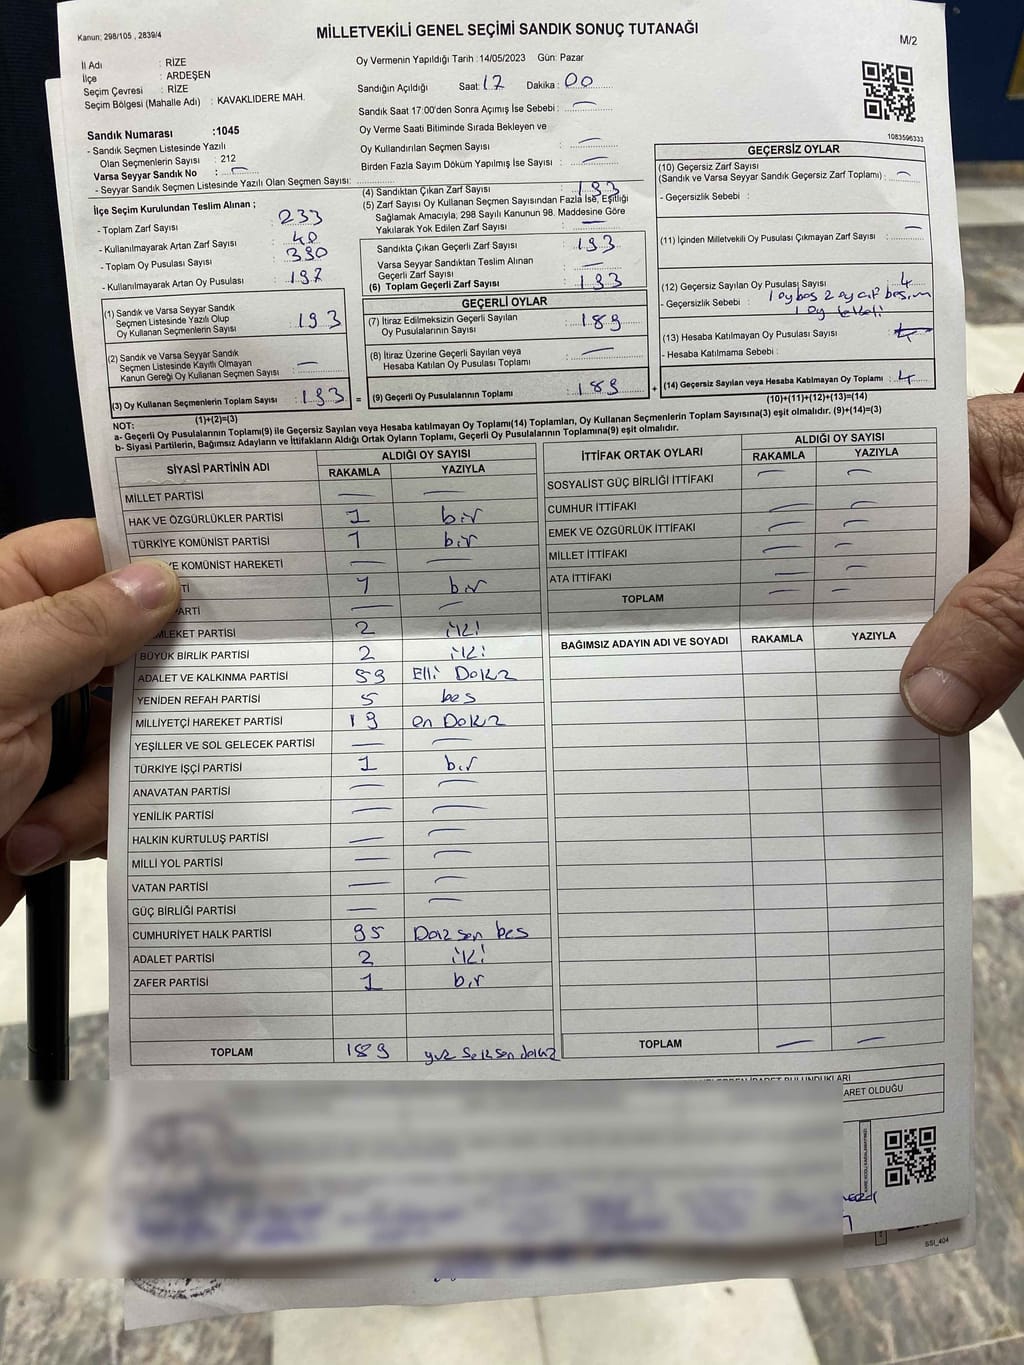 Kanun; 298/105 , 2839/4
MİLLETVEKİLİ GENEL SEÇİMİ SANDIK SONUÇ TUTANAĞI
M/2
İl Adı : RİZE
İlçe : ARDEŞEN
Seçim Çevresi : RİZE
Seçim Bölgesi (Mahalle Adı) : KAVAKLIDERE MAH.
Sandık Numarası :1045
- Sandık Seçmen Listesinde Yazılı
Olan Seçmenlerin Sayısı : 212
Varsa Seyyar Sandık No : —
- Seyyar Sandık Seçmen Listesinde Yazılı Olan Seçmen Sayısı:
Oy Vermenin Yapıldığı Tarih :14/05/2023 Gün: Pazar
Sandığın Açıldığı Saat: 17 Dakika : 00
Sandık Saat 17:00'den Sonra Açımış İse Sebebi : —
Oy Verme Saati Bitiminde Sırada Bekleyen ve
Oy Kullandırılan Seçmen Sayısı : —
Birden Fazla Sayım Döküm Yapılmış İse Sayısı : —
1083596333
İlçe Seçim Kurulundan Teslim Alınan ;
- Toplam Zarf Sayısı : 233
- Kullanılmayarak Artan Zarf Sayısı : 40
- Toplam Oy Pusulası Sayısı : 390
- Kullanılmayarak Artan Oy Pusulası : 197
(1) Sandık ve Varsa Seyyar Sandık
Seçmen Listesinde Yazılı Olup
Oy Kullanan Seçmenlerin Sayısı : 193
(2) Sandık ve Varsa Seyyar Sandık
Seçmen Listesinde Kayıtlı Olmayan
Kanun Gereği Oy Kullanan Seçmen Sayısı : —
(3) Oy Kullanan Seçmenlerin Toplam Sayısı : 193 =
(1)+(2)=(3)
(4) Sandıktan Çıkan Zarf Sayısı : 193
(5) Zarf Sayısı Oy Kullanan Seçmen Sayısından Fazla İse, Eşitliği
Sağlamak Amacıyla; 298 Sayılı Kanunun 98. Maddesine Göre
Yakılarak Yok Edilen Zarf Sayısı : —
Sandıkta Çıkan Geçerli Zarf Sayısı : 193
Varsa Seyyar Sandıktan Teslim Alınan
Geçerli Zarf Sayısı : —
(6) Toplam Geçerli Zarf Sayısı : 193
GEÇERLİ OYLAR
(7) İtiraz Edilmeksizin Geçerli Sayılan
Oy Pusulalarının Sayısı : 189
(8) İtiraz Üzerine Geçerli Sayılan veya
Hesaba Katılan Oy Pusulası Toplamı : —
(9) Geçerli Oy Pusulalarının Toplamı : 189 +
GEÇERSİZ OYLAR
(10) Geçersiz Zarf Sayısı
(Sandık ve Varsa Seyyar Sandık Geçersiz Zarf Toplamı) : —
- Geçersizlik Sebebi :
(11) İçinden Milletvekili Oy Pusulası Çıkmayan Zarf Sayısı : —
(12) Geçersiz Sayılan Oy Pusulası Sayısı : 4
- Geçersizlik Sebebi : 1 oy boş 2 oy çift
1 oy
(13) Hesaba Katılmayan Oy Pusulası Sayısı :
- Hesaba Katılmama Sebebi :
(14) Geçersiz Sayılan veya Hesaba Katılmayan Oy Toplamı : 4
(10)+(11)+(12)+(13)=(14)
NOT:
a- Geçerli Oy Pusulalarının Toplamı(9) ile Geçersiz Sayılan veya Hesaba katılmayan Oy Toplamı(14) Toplamları, Oy Kullanan Seçmenlerin Toplam Sayısına(3) eşit olmalıdır. (9)+(14)=(3)
b- Siyasi Partilerin, Bağımsız Adayların ve İttifakların Aldığı Ortak Oyların Toplamı, Geçerli Oy Pusulalarının Toplamına(9) eşit olmalıdır.
SİYASİ PARTİNİN ADI ALDIĞI OY SAYISI
RAKAMLA YAZIYLA
MİLLET PARTİSİ — —
HAK VE ÖZGÜRLÜKLER PARTİSİ 1 bir
TÜRKİYE KOMÜNİST PARTİSİ 1 bir
YE KOMÜNİST HAREKETİ — —
Tİ 1 bir
PARTİ — —
MLEKET PARTİSİ 2 iki
BÜYÜK BİRLİK PARTİSİ 2 iki
ADALET VE KALKINMA PARTİSİ 59 Elli Dokz
YENİDEN REFAH PARTİSİ 5 bes
MİLLİYETÇİ HAREKET PARTİSİ 19 on Dokz
YEŞİLLER VE SOL GELECEK PARTİSİ — —
TÜRKİYE İŞÇİ PARTİSİ 1 bir
ANAVATAN PARTİSİ — —
YENİLİK PARTİSİ — —
HALKIN KURTULUŞ PARTİSİ — —
MİLLİ YOL PARTİSİ — —
VATAN PARTİSİ — —
GÜÇ BİRLİĞİ PARTİSİ — —
CUMHURİYET HALK PARTİSİ 95 Dokzsen bes
ADALET PARTİSİ 2 iki
ZAFER PARTİSİ 1 bir
TOPLAM 189 yuz Seksen dokuz
İTTİFAK ORTAK OYLARI ALDIĞI OY SAYISI
RAKAMLA YAZIYLA
SOSYALİST GÜÇ BİRLİĞİ İTTİFAKI — —
CUMHUR İTTİFAKI — —
EMEK VE ÖZGÜRLÜK İTTİFAKI — —
MİLLET İTTİFAKI — —
ATA İTTİFAKI — —
TOPLAM — —
BAĞIMSIZ ADAYIN ADI VE SOYADI RAKAMLA YAZIYLA
TOPLAM — —
ARET OLDUĞU
SSİ_404